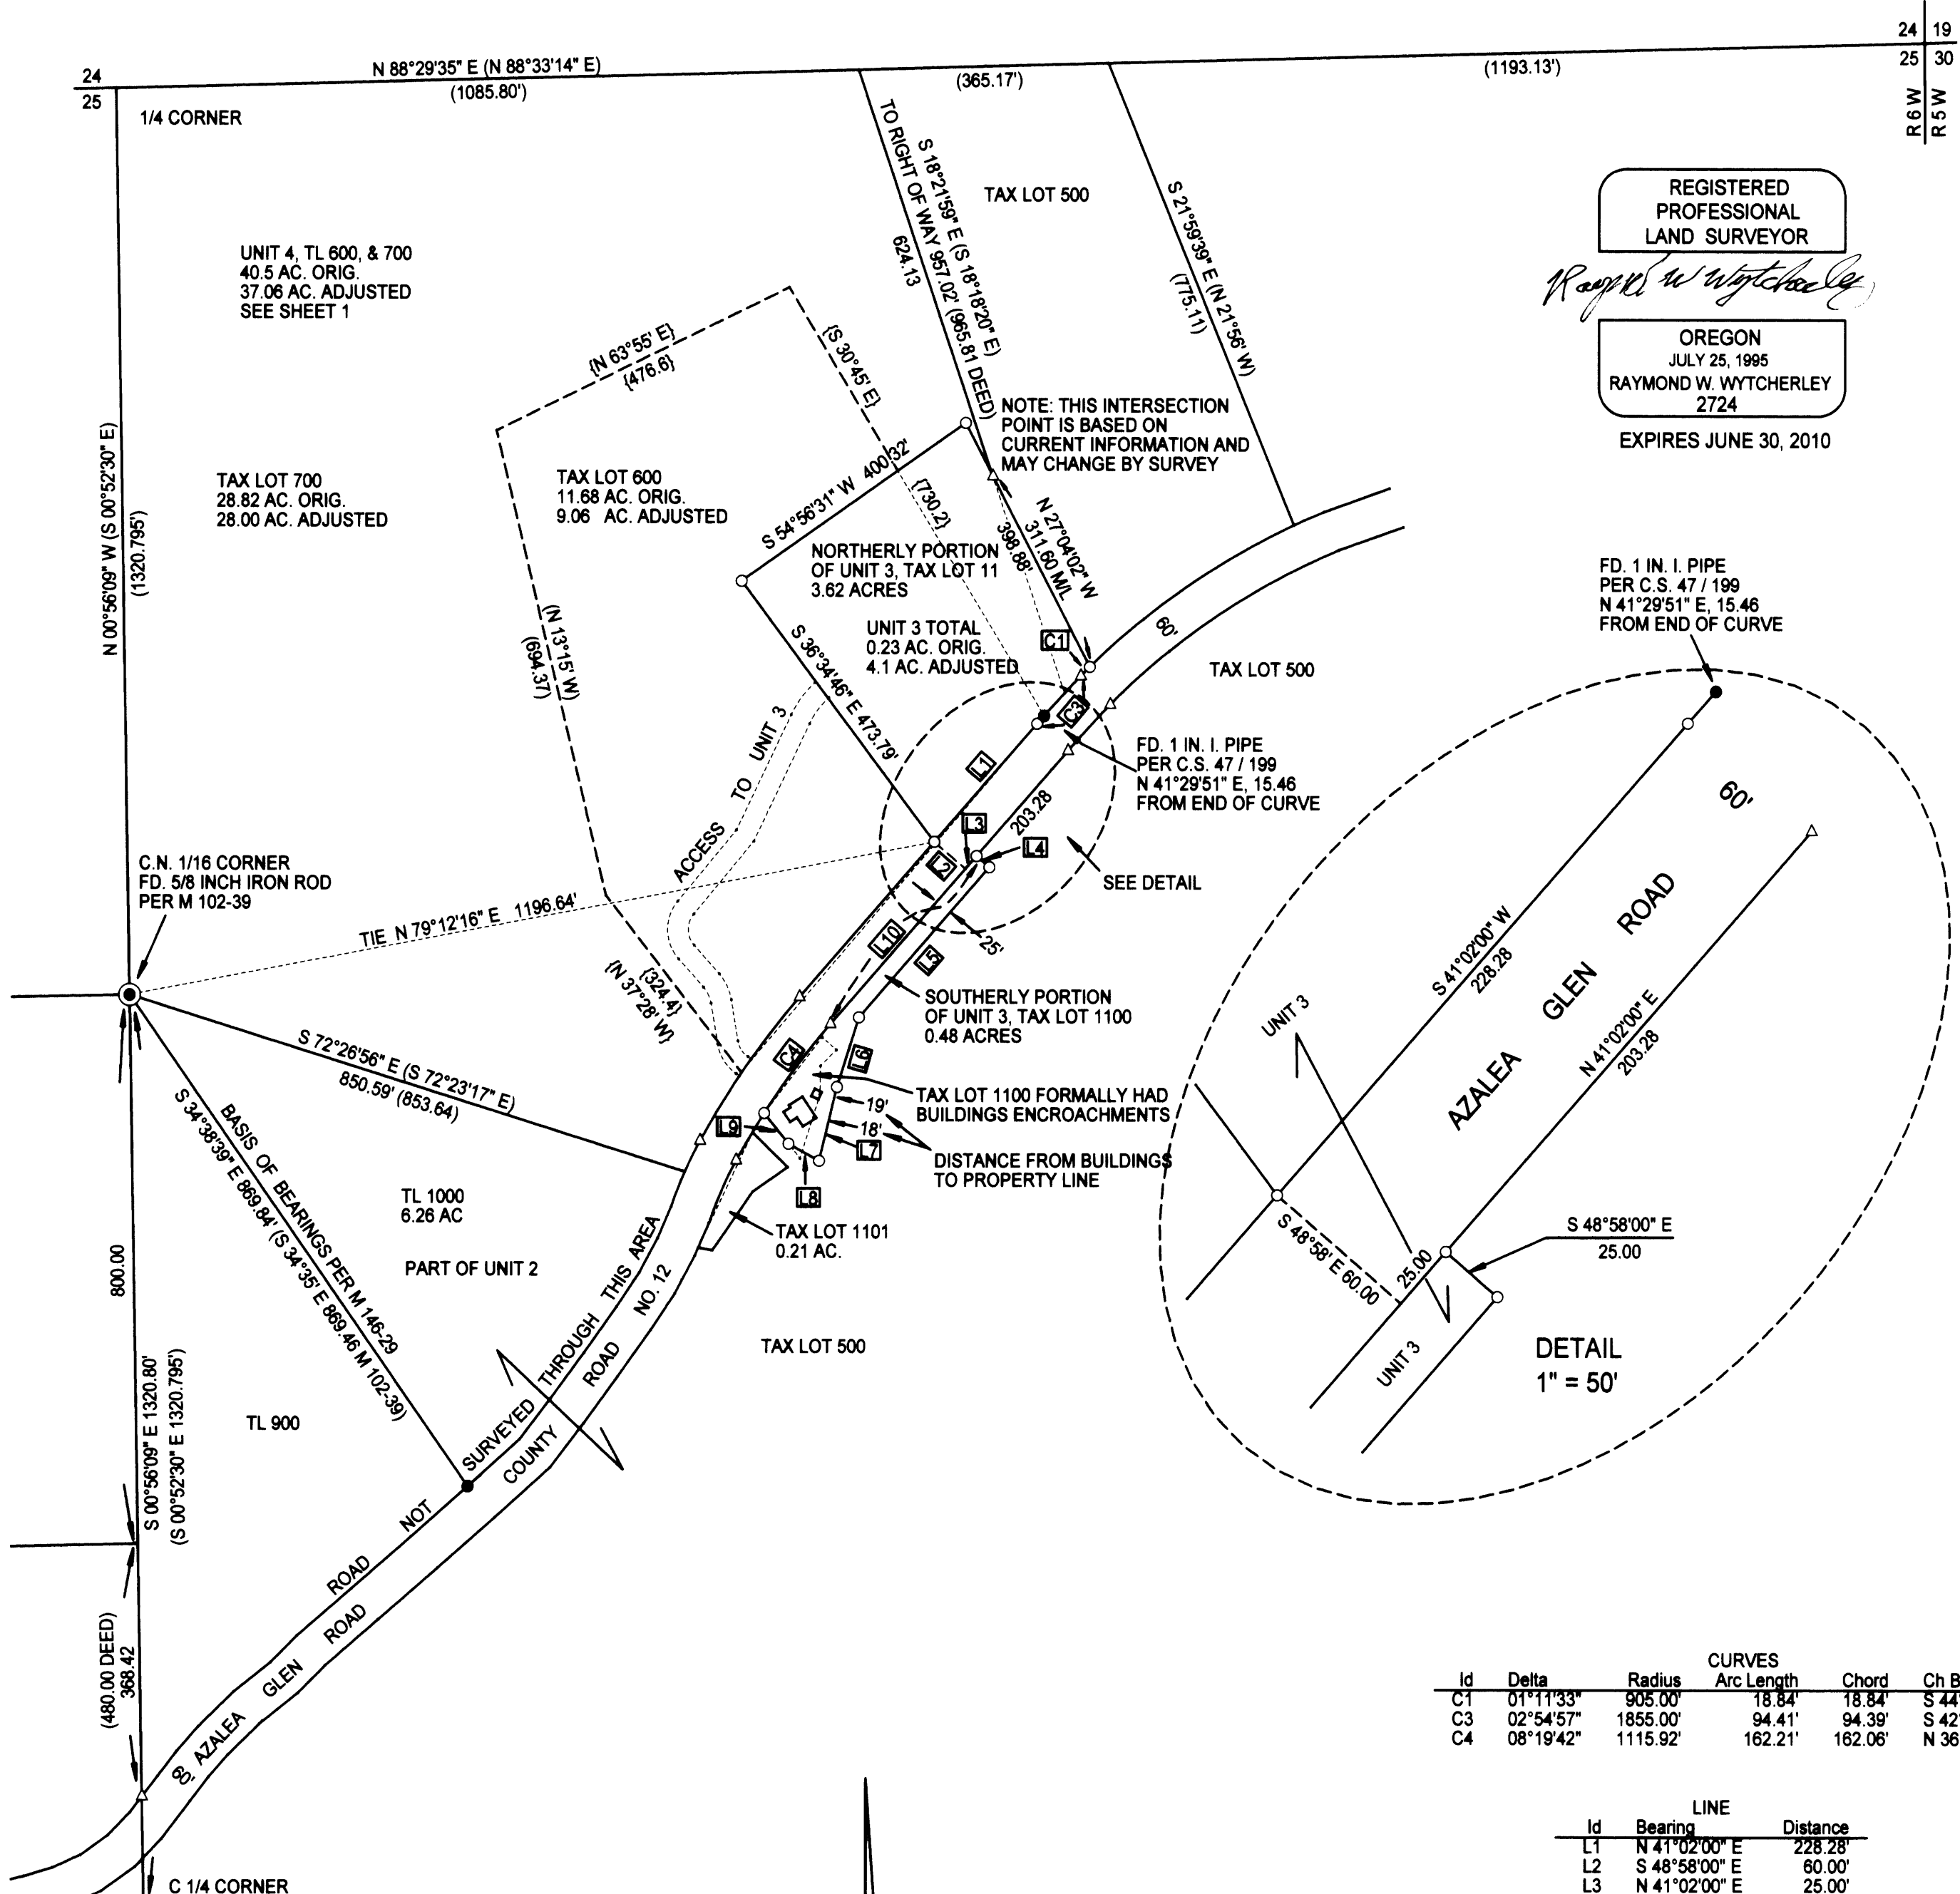 24 19
25 30
R 6 W
R 5 W
24
25
N 88°29'35" E (N 88°33'14" E)
(1085.80')
(365.17')
(1193.13')
1/4 CORNER
UNIT 4, TL 600, & 700
40.5 AC. ORIG.
37.06 AC. ADJUSTED
SEE SHEET 1
S 18°21'59" E (S 18°18'20" E)
TO RIGHT OF WAY 957.02' (965.81 DEED)
624.13
TAX LOT 500
S 21°59'39" E (N 21°56' W)
(775.11)
REGISTERED
PROFESSIONAL
LAND SURVEYOR
OREGON
JULY 25, 1995
RAYMOND W. WYTCHERLEY
2724
EXPIRES JUNE 30, 2010
{N 63°55' E}
{476.6}
{S 30°45' E}
{730.2}
NOTE: THIS INTERSECTION
POINT IS BASED ON
CURRENT INFORMATION AND
MAY CHANGE BY SURVEY
N 00°56'09" W (S 00°52'30" E)
(1320.795')
TAX LOT 700
28.82 AC. ORIG.
28.00 AC. ADJUSTED
TAX LOT 600
11.68 AC. ORIG.
9.06 AC. ADJUSTED
S 54°56'31" W 400.32'
N 27°04'02" W
311.60 M/L
398.88'
NORTHERLY PORTION
OF UNIT 3, TAX LOT 11
3.62 ACRES
UNIT 3 TOTAL
0.23 AC. ORIG.
4.1 AC. ADJUSTED
C1
60'
TAX LOT 500
(N 13°15' W)
(694.37)
S 36°34'46" E 473.79'
ACCESS TO UNIT 3
C3
FD. 1 IN. I. PIPE
PER C.S. 47 / 199
N 41°29'51" E, 15.46
FROM END OF CURVE
L1
L3
203.28
L4
L2
SEE DETAIL
C.N. 1/16 CORNER
FD. 5/8 INCH IRON ROD
PER M 102-39
TIE N 79°12'16" E 1196.64'
L10
25'
L5
{324.4}
{N 37°28' W}
SOUTHERLY PORTION
OF UNIT 3, TAX LOT 1100
0.48 ACRES
C4
L6
S 72°26'56" E (S 72°23'17" E)
850.59' (853.64)
TAX LOT 1100 FORMALLY HAD
BUILDINGS ENCROACHMENTS
19'
18'
L9
L7
L8
DISTANCE FROM BUILDINGS
TO PROPERTY LINE
BASIS OF BEARINGS PER M 146-29
S 34°38'39" E 869.84' (S 34°35' E 869.46 M 102-39)
TL 1000
6.26 AC
PART OF UNIT 2
TAX LOT 1101
0.21 AC.
800.00
S 00°56'09" E 1320.80'
(S 00°52'30" E 1320.795')
TL 900
TAX LOT 500
ROAD NOT SURVEYED THROUGH THIS AREA
60' AZALEA GLEN ROAD COUNTY ROAD NO. 12
(480.00 DEED)
368.42
C 1/4 CORNER
FD. 1 IN. I. PIPE
PER C.S. 47 / 199
N 41°29'51" E, 15.46
FROM END OF CURVE
60'
S 41°02'00" W
228.28
AZALEA GLEN ROAD
N 41°02'00" E
203.28
UNIT 3
S 48°58' E 60.00
25.00
S 48°58'00" E
25.00
UNIT 3
DETAIL
1" = 50'
CURVES
Id Delta Radius Arc Length Chord Ch B
C1 01°11'33" 905.00' 18.84' 18.84' S 44
C3 02°54'57" 1855.00' 94.41' 94.39' S 42
C4 08°19'42" 1115.92' 162.21' 162.06' N 36
LINE
Id Bearing Distance
L1 N 41°02'00" E 228.28'
L2 S 48°58'00" E 60.00'
L3 N 41°02'00" E 25.00'